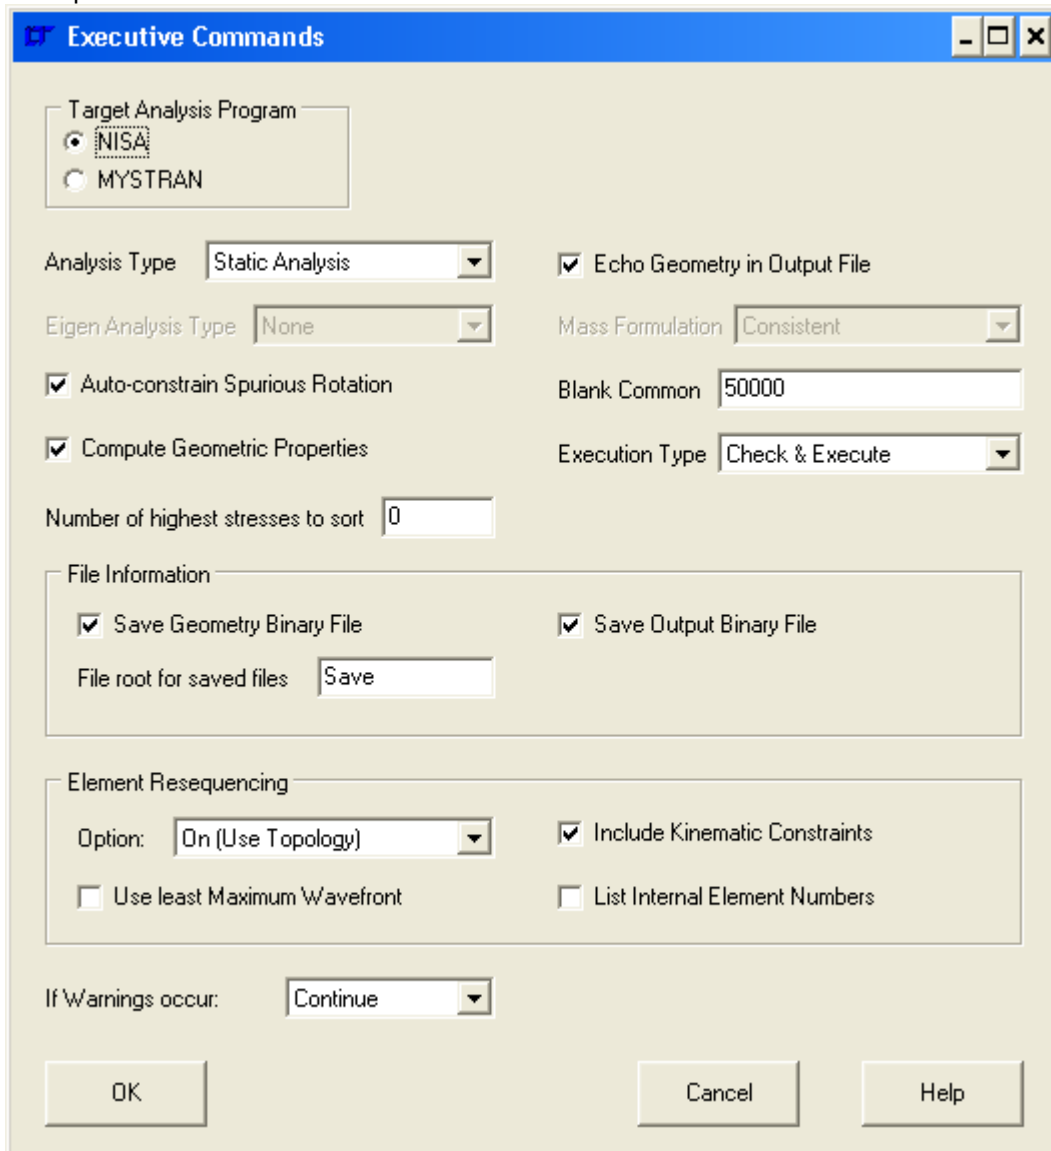 Executive Commands
Target Analysis Program
NISA
MYSTRAN
Analysis Type Static Analysis
Echo Geometry in Output File
Eigen Analysis Type None
Mass Formulation Consistent
Auto-constrain Spurious Rotation
Blank Common 50000
Compute Geometric Properties
Execution Type Check & Execute
Number of highest stresses to sort 0
File Information
Save Geometry Binary File
Save Output Binary File
File root for saved files Save
Element Resequencing
Option: On (Use Topology)
Include Kinematic Constraints
Use least Maximum Wavefront
List Internal Element Numbers
If Warnings occur: Continue
OK
Cancel
Help